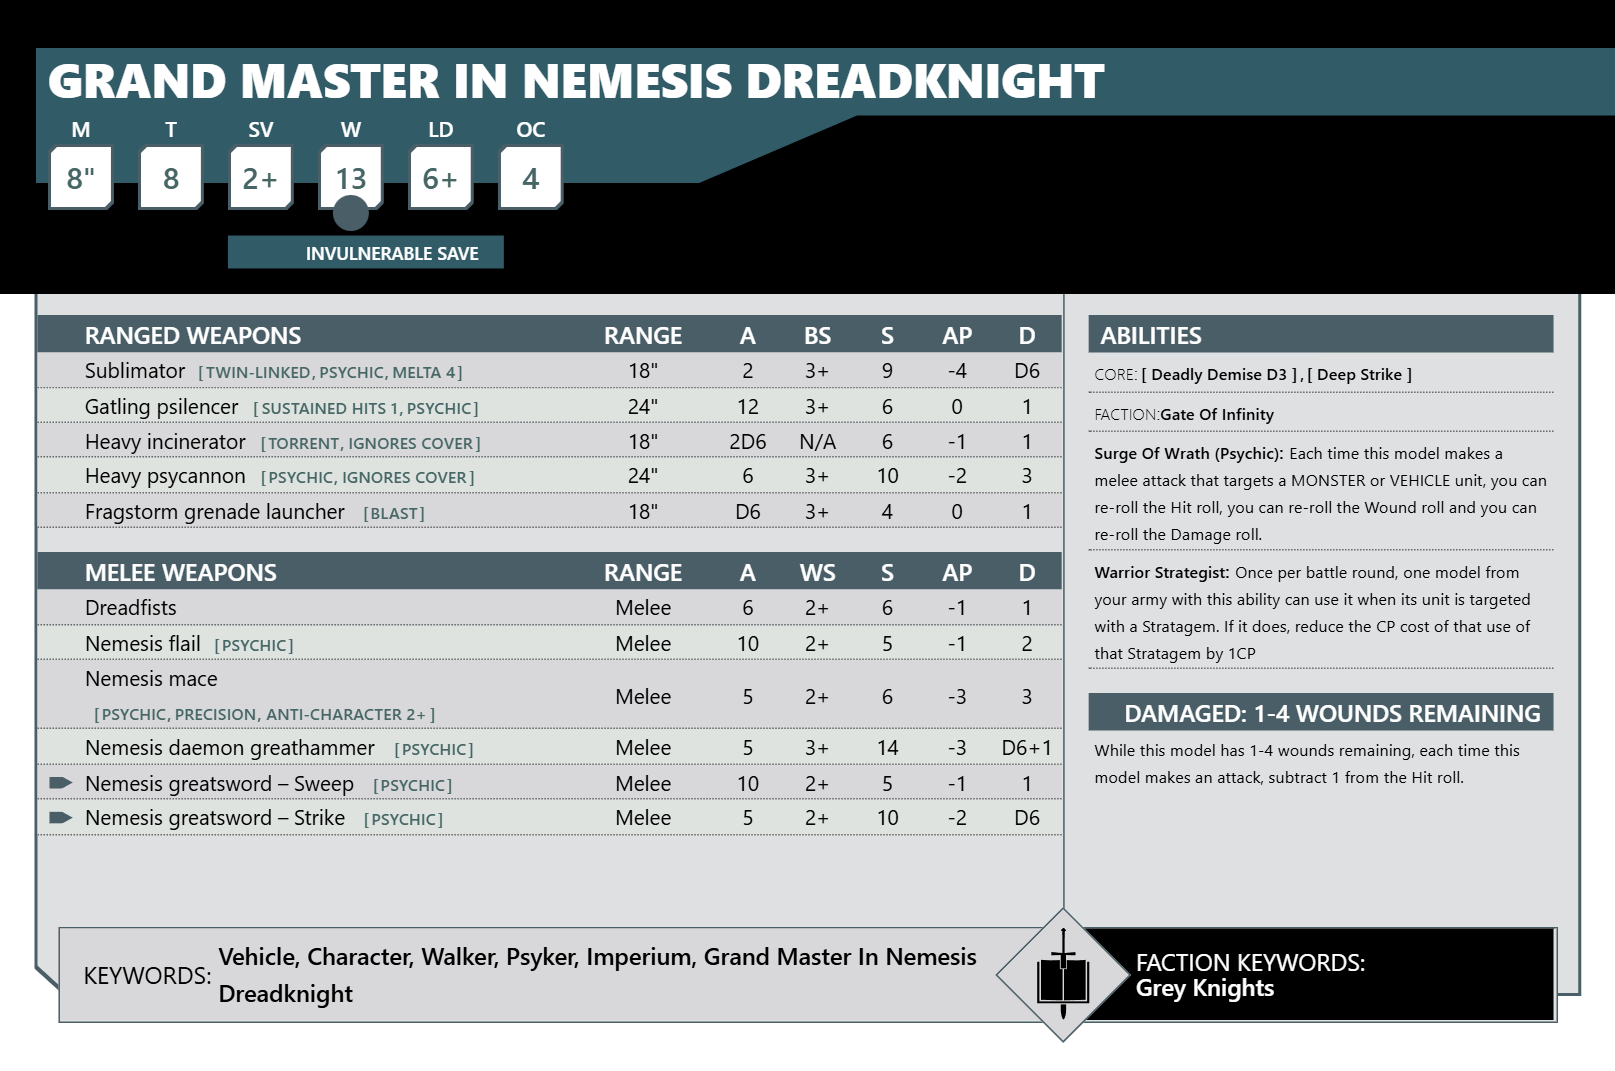 GRAND MASTER IN NEMESIS DREADKNIGHT
M T SV W LD OC
8" 8 2+ 13 6+ 4
INVULNERABLE SAVE
RANGED WEAPONS RANGE A BS S AP D
Sublimator [TWIN-LINKED, PSYCHIC, MELTA 4] 18" 2 3+ 9 -4 D6
Gatling psilencer [SUSTAINED HITS 1, PSYCHIC] 24" 12 3+ 6 0 1
Heavy incinerator [TORRENT, IGNORES COVER] 18" 2D6 N/A 6 -1 1
Heavy psycannon [PSYCHIC, IGNORES COVER] 24" 6 3+ 10 -2 3
Fragstorm grenade launcher [BLAST] 18" D6 3+ 4 0 1
MELEE WEAPONS RANGE A WS S AP D
Dreadfists Melee 6 2+ 6 -1 1
Nemesis flail [PSYCHIC] Melee 10 2+ 5 -1 2
Nemesis mace
[PSYCHIC, PRECISION, ANTI-CHARACTER 2+] Melee 5 2+ 6 -3 3
Nemesis daemon greathammer [PSYCHIC] Melee 5 3+ 14 -3 D6+1
Nemesis greatsword – Sweep [PSYCHIC] Melee 10 2+ 5 -1 1
Nemesis greatsword – Strike [PSYCHIC] Melee 5 2+ 10 -2 D6
ABILITIES
CORE: [ Deadly Demise D3 ] , [ Deep Strike ]
FACTION:Gate Of Infinity
Surge Of Wrath (Psychic): Each time this model makes a
melee attack that targets a MONSTER or VEHICLE unit, you can
re-roll the Hit roll, you can re-roll the Wound roll and you can
re-roll the Damage roll.
Warrior Strategist: Once per battle round, one model from
your army with this ability can use it when its unit is targeted
with a Stratagem. If it does, reduce the CP cost of that use of
that Stratagem by 1CP
DAMAGED: 1-4 WOUNDS REMAINING
While this model has 1-4 wounds remaining, each time this
model makes an attack, subtract 1 from the Hit roll.
KEYWORDS: Vehicle, Character, Walker, Psyker, Imperium, Grand Master In Nemesis
Dreadknight
FACTION KEYWORDS:
Grey Knights